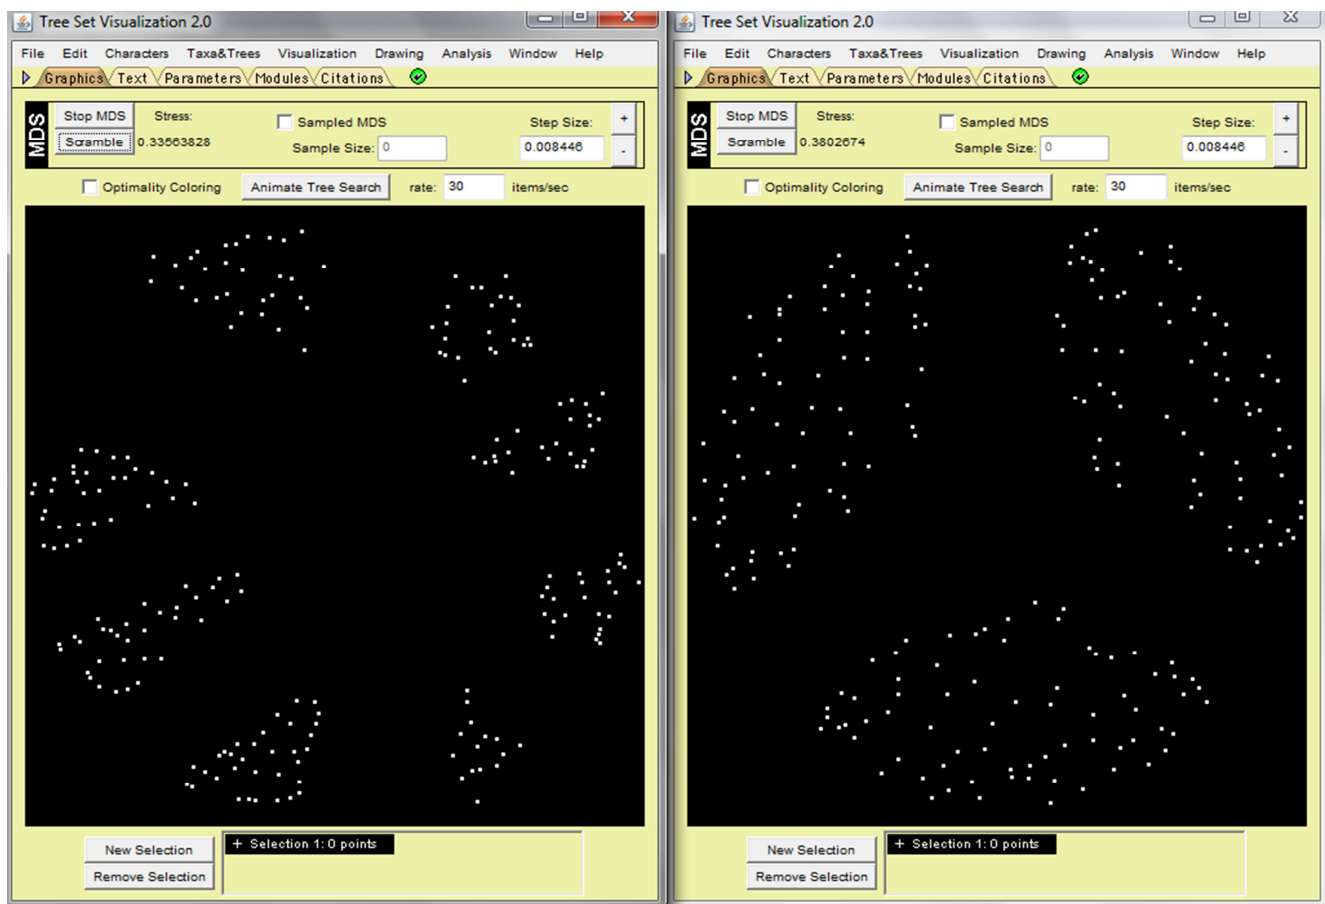 Tree Set Visualization 2.0
File Edit Characters Taxa&Trees Visualization Drawing Analysis Window Help
Graphics Text Parameters Modules Citations
MDS
Stop MDS Stress: Sampled MDS Step Size: +
Scramble 0.33563828 Sample Size: 0 0.008446 -
Optimality Coloring Animate Tree Search rate: 30 items/sec
New Selection + Selection 1: 0 points
Remove Selection
Tree Set Visualization 2.0
File Edit Characters Taxa&Trees Visualization Drawing Analysis Window Help
Graphics Text Parameters Modules Citations
MDS
Stop MDS Stress: Sampled MDS Step Size: +
Scramble 0.3802674 Sample Size: 0 0.008446 -
Optimality Coloring Animate Tree Search rate: 30 items/sec
New Selection + Selection 1: 0 points
Remove Selection